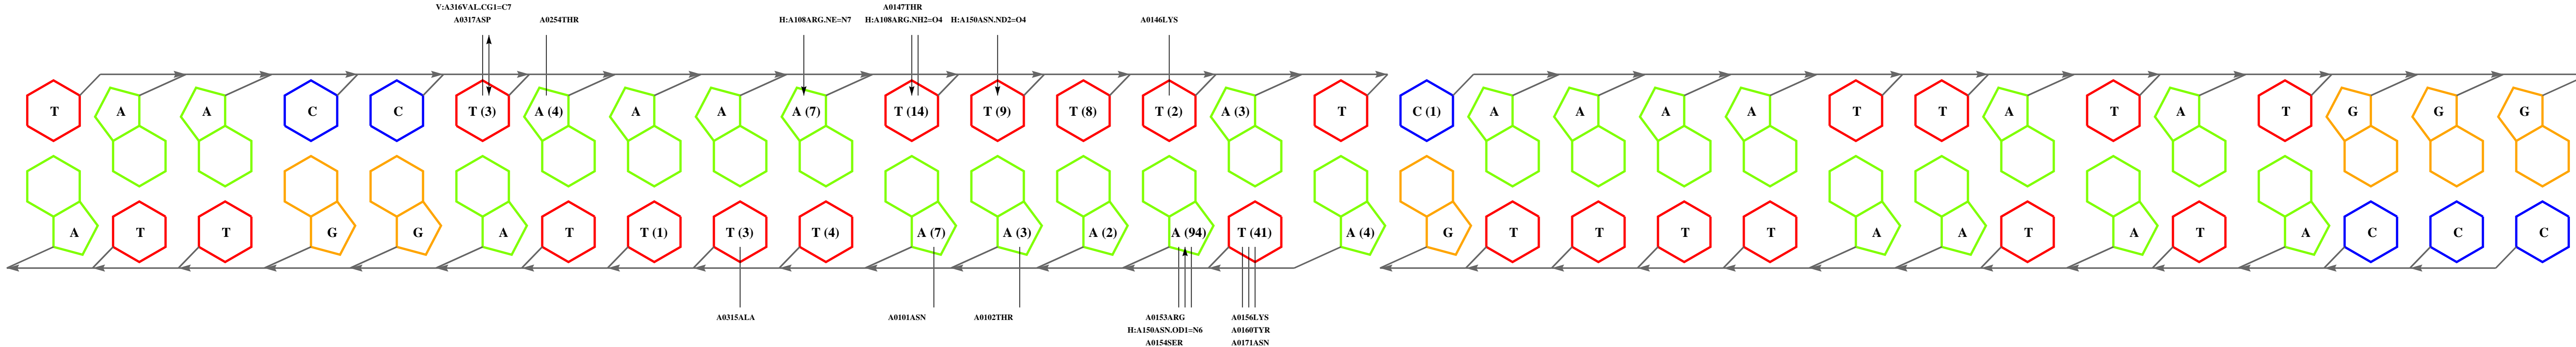 V:A316VAL.CG1=C7 A0147THR
A0317ASP A0254THR H:A108ARG.NE=N7 H:A108ARG.NH2=O4 H:A150ASN.ND2=O4 A0146LYS
T A A C C T (3) A (4) A A A (7) T (14) T (9) T (8) T (2) A (3) T C (1) A A A A T T A T A T G G G
A T T G G A T T (1) T (3) T (4) A (7) A (3) A (2) A (94) T (41) A (4) G T T T T A A T A T A C C C
A0315ALA A0101ASN A0102THR A0153ARG A0156LYS
H:A150ASN.OD1=N6 A0160TYR
A0154SER A0171ASN